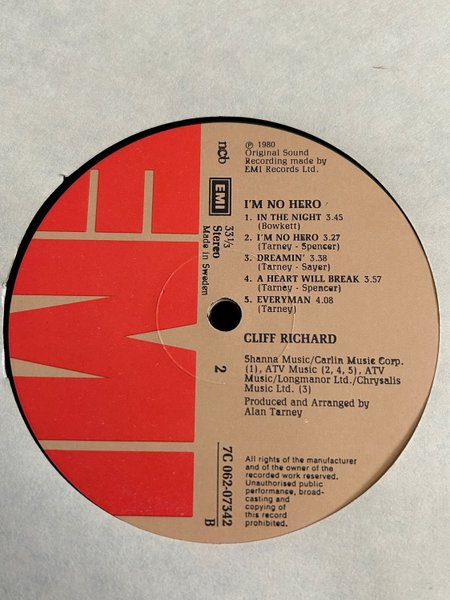 ℗ 1980
Original Sound
Recording made by
EMI Records Ltd.
ncb
EMI
33 1/3
Stereo
Made in Sweden
I'M NO HERO
1. IN THE NIGHT 3.45
(Bowkett)
2. I'M NO HERO 3.27
(Tarney - Spencer)
3. DREAMIN' 3.38
(Tarney - Sayer)
4. A HEART WILL BREAK 3.57
(Tarney - Spencer)
5. EVERYMAN 4.08
(Tarney)
CLIFF RICHARD
Shanna Music/Carlin Music Corp.
(1), ATV Music (2, 4, 5), ATV
Music/Longmanor Ltd./Chrysalis
Music Ltd. (3)
Produced and Arranged by
Alan Tarney
2
7C 062-07342
B
All rights of the manufacturer
and of the owner of the
recorded work reserved.
Unauthorised public
performance, broad-
casting and
copying of
this record
prohibited.
EMI